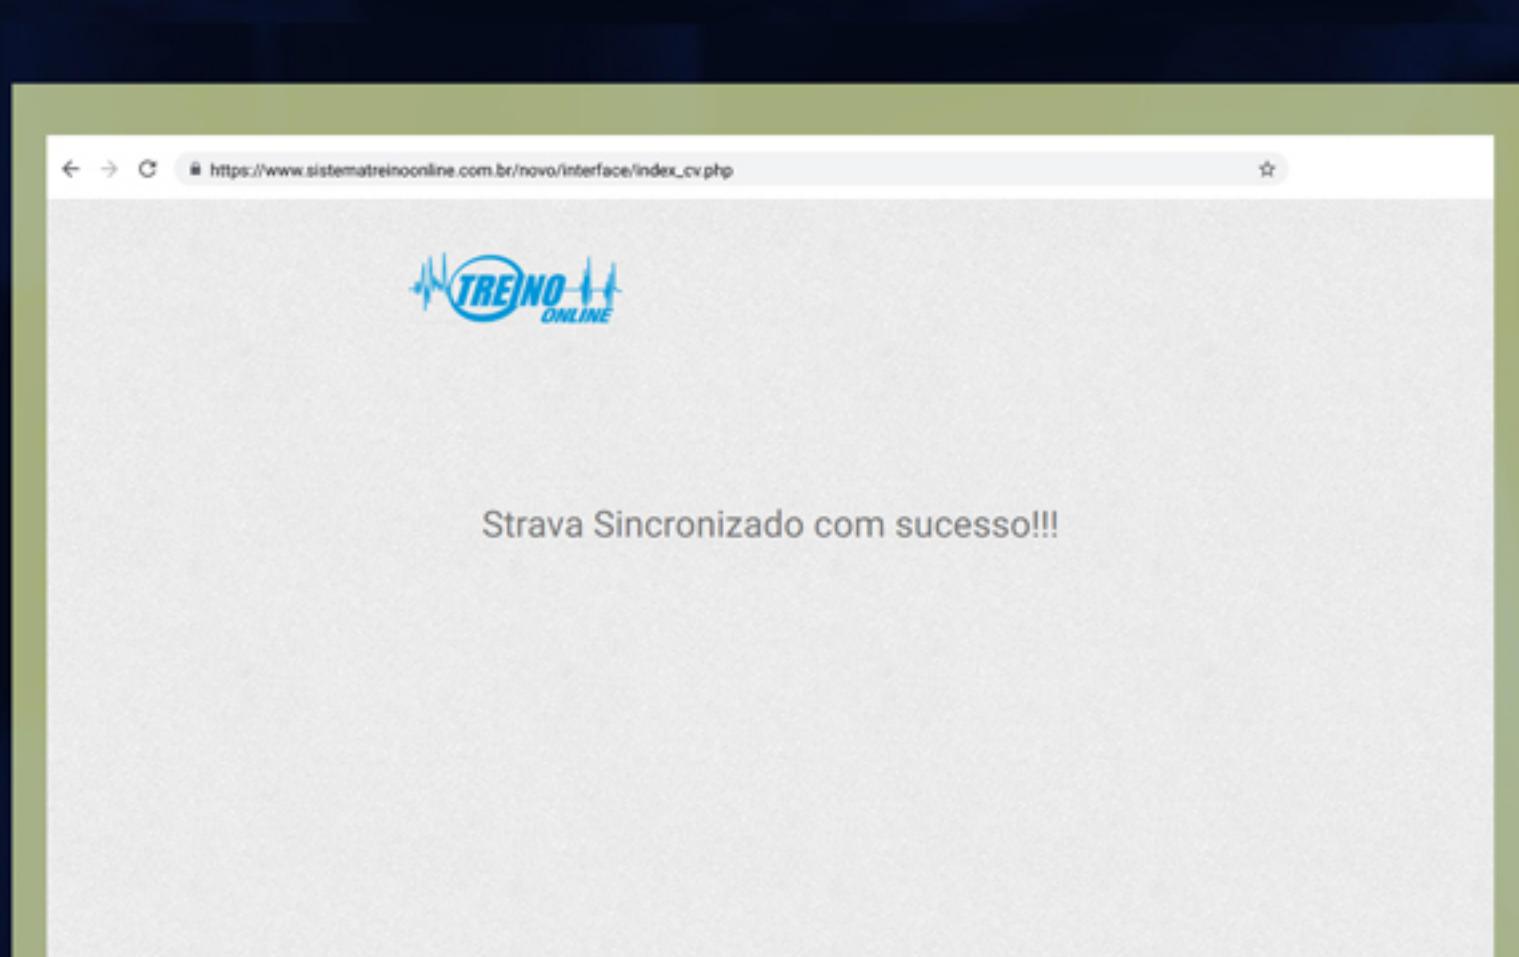 https://www.sistematreinoonline.com.br/novo/interface/index_cv.php
TREINO
ONLINE
Strava Sincronizado com sucesso!!!